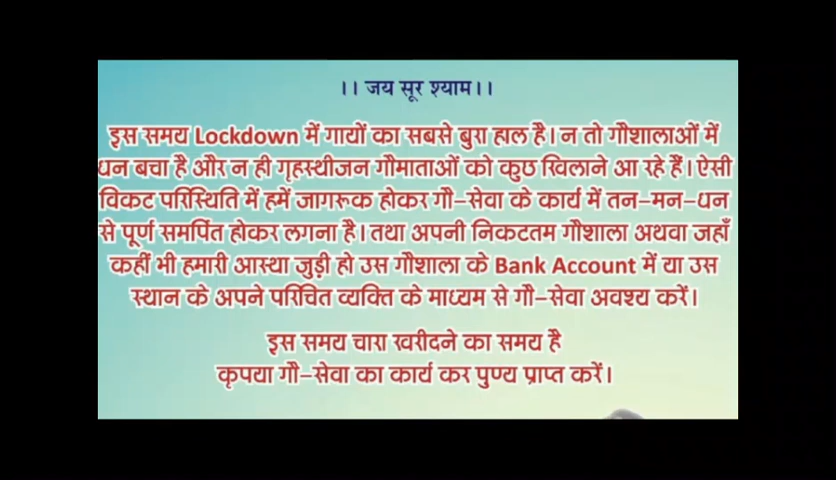 ।। जय सूर श्याम।।
इस समय Lockdown में गायों का सबसे बुरा हाल है। न तो गौशालाओं में
धन बचा है और न ही गृहस्थीजन गौमाताओं को कुछ खिलाने आ रहे हैं। ऐसी
विकट परिस्थिति में हमें जागरूक होकर गौ-सेवा के कार्य में तन-मन-धन
से पूर्ण समर्पित होकर लगना है। तथा अपनी निकटतम गौशाला अथवा जहाँ
कहीं भी हमारी आस्था जुड़ी हो उस गौशाला के Bank Account में या उस
स्थान के अपने परिचित व्यक्ति के माध्यम से गौ-सेवा अवश्य करें।
इस समय चारा खरीदने का समय है
कृपया गौ-सेवा का कार्य कर पुण्य प्राप्त करें।